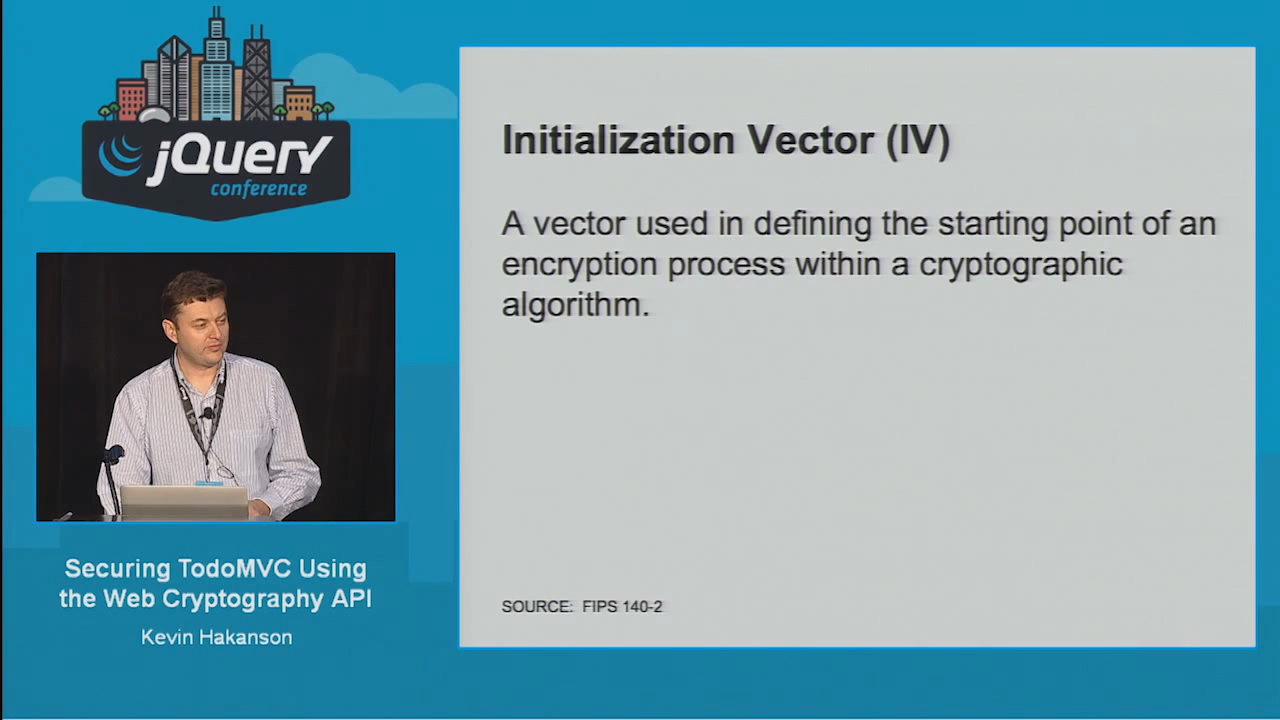 jQuery
conference
Initialization Vector (IV)
A vector used in defining the starting point of an
encryption process within a cryptographic
algorithm.
SOURCE: FIPS 140-2
Securing TodoMVC Using
the Web Cryptography API
Kevin Hakanson